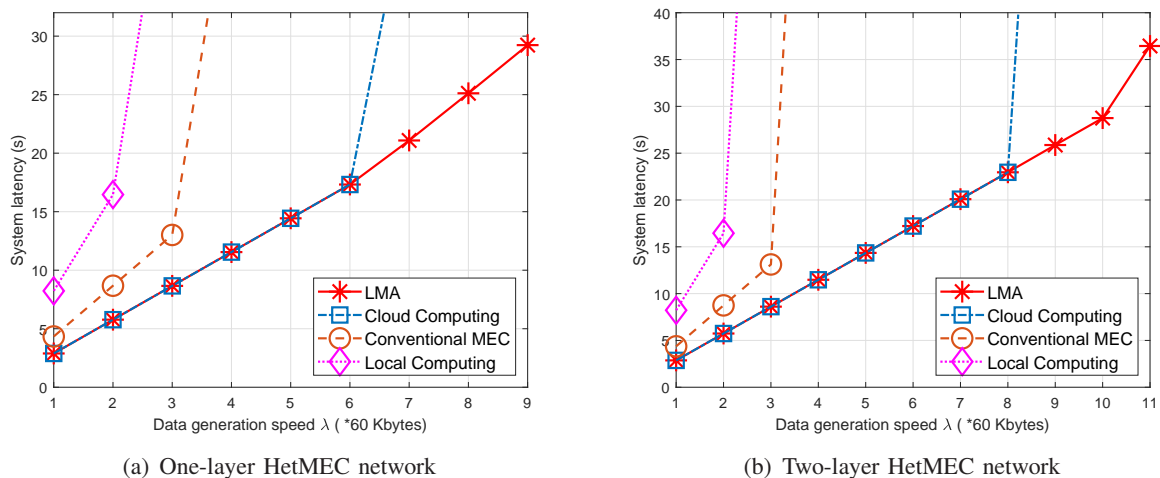 30
25
20
15
10
5
0
System latency (s)
1 2 3 4 5 6 7 8 9
Data generation speed λ ( *60 Kbytes)
LMA
Cloud Computing
Conventional MEC
Local Computing
(a) One-layer HetMEC network
40
35
30
25
20
15
10
5
0
System latency (s)
1 2 3 4 5 6 7 8 9 10 11
Data generation speed λ ( *60 Kbytes)
LMA
Cloud Computing
Conventional MEC
Local Computing
(b) Two-layer HetMEC network